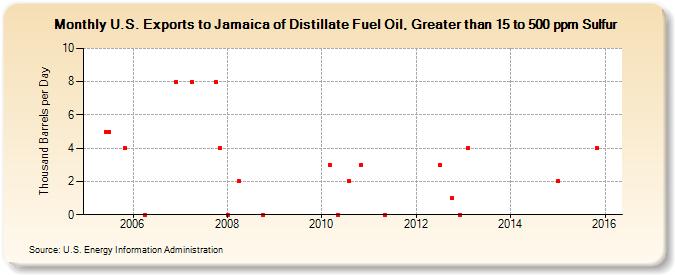 Monthly U.S. Exports to Jamaica of Distillate Fuel Oil, Greater than 15 to 500 ppm Sulfur
Thousand Barrels per Day
10
8
6
4
2
0
2006 2008 2010 2012 2014 2016
Source: U.S. Energy Information Administration